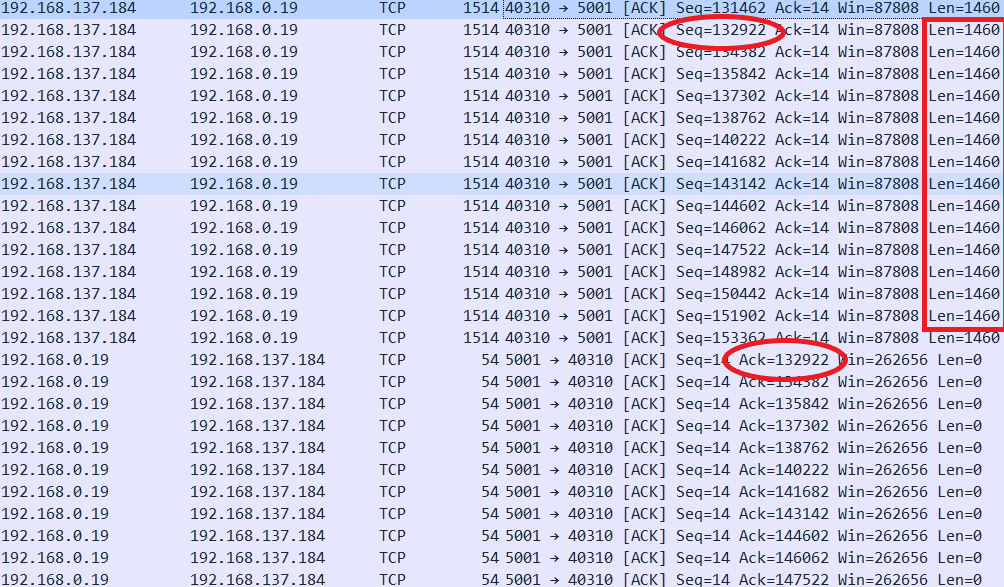 192.168.137.184 192.168.0.19 TCP 1514 40310 → 5001 [ACK] Seq=131462 Ack=14 Win=87808 Len=1460
192.168.137.184 192.168.0.19 TCP 1514 40310 → 5001 [ACK] Seq=132922 Ack=14 Win=87808 Len=1460
192.168.137.184 192.168.0.19 TCP 1514 40310 → 5001 [ACK] Seq=134382 Ack=14 Win=87808 Len=1460
192.168.137.184 192.168.0.19 TCP 1514 40310 → 5001 [ACK] Seq=135842 Ack=14 Win=87808 Len=1460
192.168.137.184 192.168.0.19 TCP 1514 40310 → 5001 [ACK] Seq=137302 Ack=14 Win=87808 Len=1460
192.168.137.184 192.168.0.19 TCP 1514 40310 → 5001 [ACK] Seq=138762 Ack=14 Win=87808 Len=1460
192.168.137.184 192.168.0.19 TCP 1514 40310 → 5001 [ACK] Seq=140222 Ack=14 Win=87808 Len=1460
192.168.137.184 192.168.0.19 TCP 1514 40310 → 5001 [ACK] Seq=141682 Ack=14 Win=87808 Len=1460
192.168.137.184 192.168.0.19 TCP 1514 40310 → 5001 [ACK] Seq=143142 Ack=14 Win=87808 Len=1460
192.168.137.184 192.168.0.19 TCP 1514 40310 → 5001 [ACK] Seq=144602 Ack=14 Win=87808 Len=1460
192.168.137.184 192.168.0.19 TCP 1514 40310 → 5001 [ACK] Seq=146062 Ack=14 Win=87808 Len=1460
192.168.137.184 192.168.0.19 TCP 1514 40310 → 5001 [ACK] Seq=147522 Ack=14 Win=87808 Len=1460
192.168.137.184 192.168.0.19 TCP 1514 40310 → 5001 [ACK] Seq=148982 Ack=14 Win=87808 Len=1460
192.168.137.184 192.168.0.19 TCP 1514 40310 → 5001 [ACK] Seq=150442 Ack=14 Win=87808 Len=1460
192.168.137.184 192.168.0.19 TCP 1514 40310 → 5001 [ACK] Seq=151902 Ack=14 Win=87808 Len=1460
192.168.137.184 192.168.0.19 TCP 1514 40310 → 5001 [ACK] Seq=153362 Ack=14 Win=87808 Len=1460
192.168.0.19 192.168.137.184 TCP 54 5001 → 40310 [ACK] Seq=14 Ack=132922 Win=262656 Len=0
192.168.0.19 192.168.137.184 TCP 54 5001 → 40310 [ACK] Seq=14 Ack=134382 Win=262656 Len=0
192.168.0.19 192.168.137.184 TCP 54 5001 → 40310 [ACK] Seq=14 Ack=135842 Win=262656 Len=0
192.168.0.19 192.168.137.184 TCP 54 5001 → 40310 [ACK] Seq=14 Ack=137302 Win=262656 Len=0
192.168.0.19 192.168.137.184 TCP 54 5001 → 40310 [ACK] Seq=14 Ack=138762 Win=262656 Len=0
192.168.0.19 192.168.137.184 TCP 54 5001 → 40310 [ACK] Seq=14 Ack=140222 Win=262656 Len=0
192.168.0.19 192.168.137.184 TCP 54 5001 → 40310 [ACK] Seq=14 Ack=141682 Win=262656 Len=0
192.168.0.19 192.168.137.184 TCP 54 5001 → 40310 [ACK] Seq=14 Ack=143142 Win=262656 Len=0
192.168.0.19 192.168.137.184 TCP 54 5001 → 40310 [ACK] Seq=14 Ack=144602 Win=262656 Len=0
192.168.0.19 192.168.137.184 TCP 54 5001 → 40310 [ACK] Seq=14 Ack=146062 Win=262656 Len=0
192.168.0.19 192.168.137.184 TCP 54 5001 → 40310 [ACK] Seq=14 Ack=147522 Win=262656 Len=0